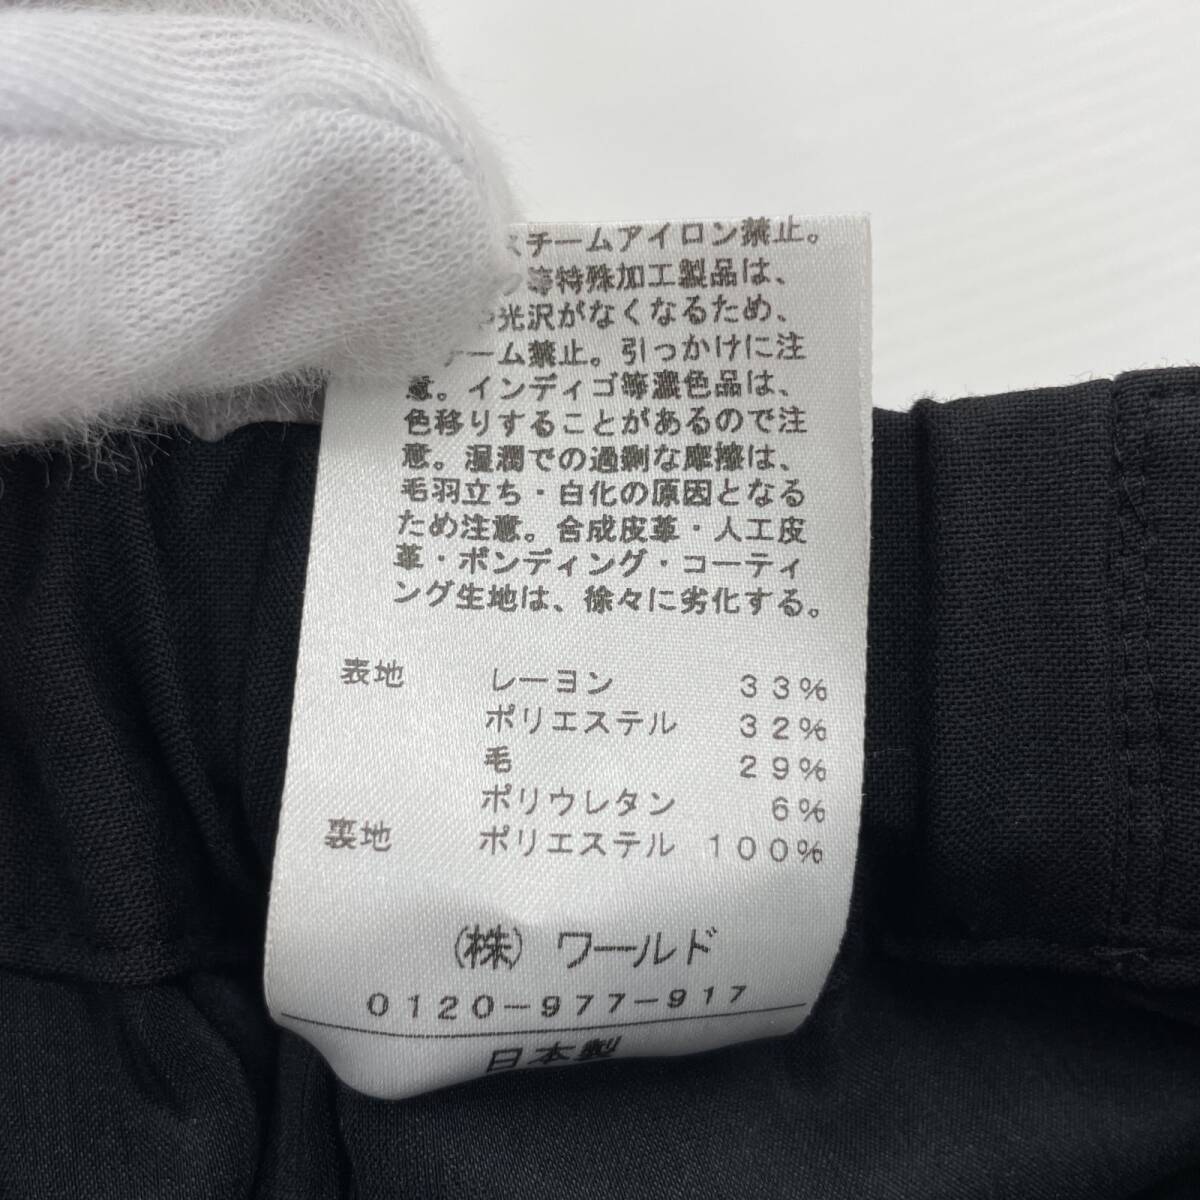 スチームアイロン禁止。
等特殊加工製品は、
光沢がなくなるため、
チーム禁止。引っかけに注
意。インディゴ等濃色品は、
色移りすることがあるので注
意。湿潤での過剰な摩擦は、
毛羽立ち・白化の原因となる
ため注意。合成皮革・人工皮
革・ボンディング・コーティ
ング生地は、徐々に劣化する。
表地 レーヨン 33%
ポリエステル 32%
毛 29%
ポリウレタン 6%
裏地 ポリエステル 100%
(株) ワールド
0120-977-917
日本製